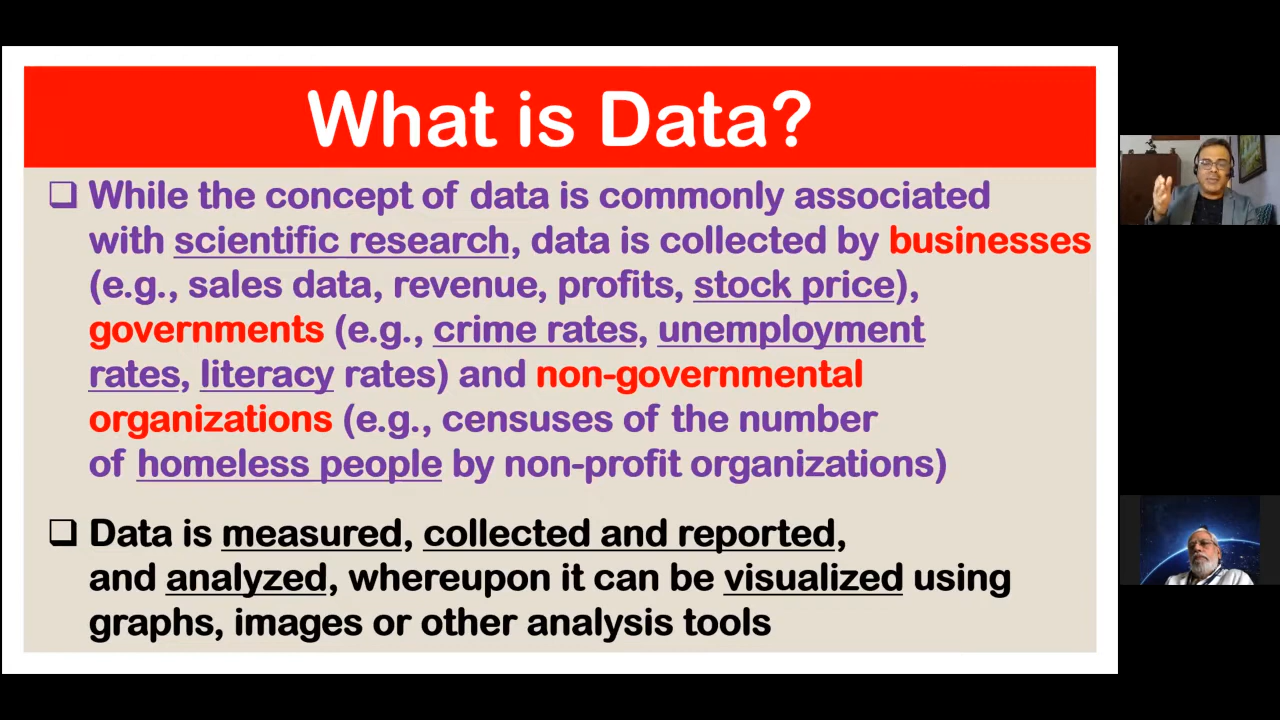 What is Data?
While the concept of data is commonly associated
with scientific research, data is collected by businesses
(e.g., sales data, revenue, profits, stock price),
governments (e.g., crime rates, unemployment
rates, literacy rates) and non-governmental
organizations (e.g., censuses of the number
of homeless people by non-profit organizations)
Data is measured, collected and reported,
and analyzed, whereupon it can be visualized using
graphs, images or other analysis tools